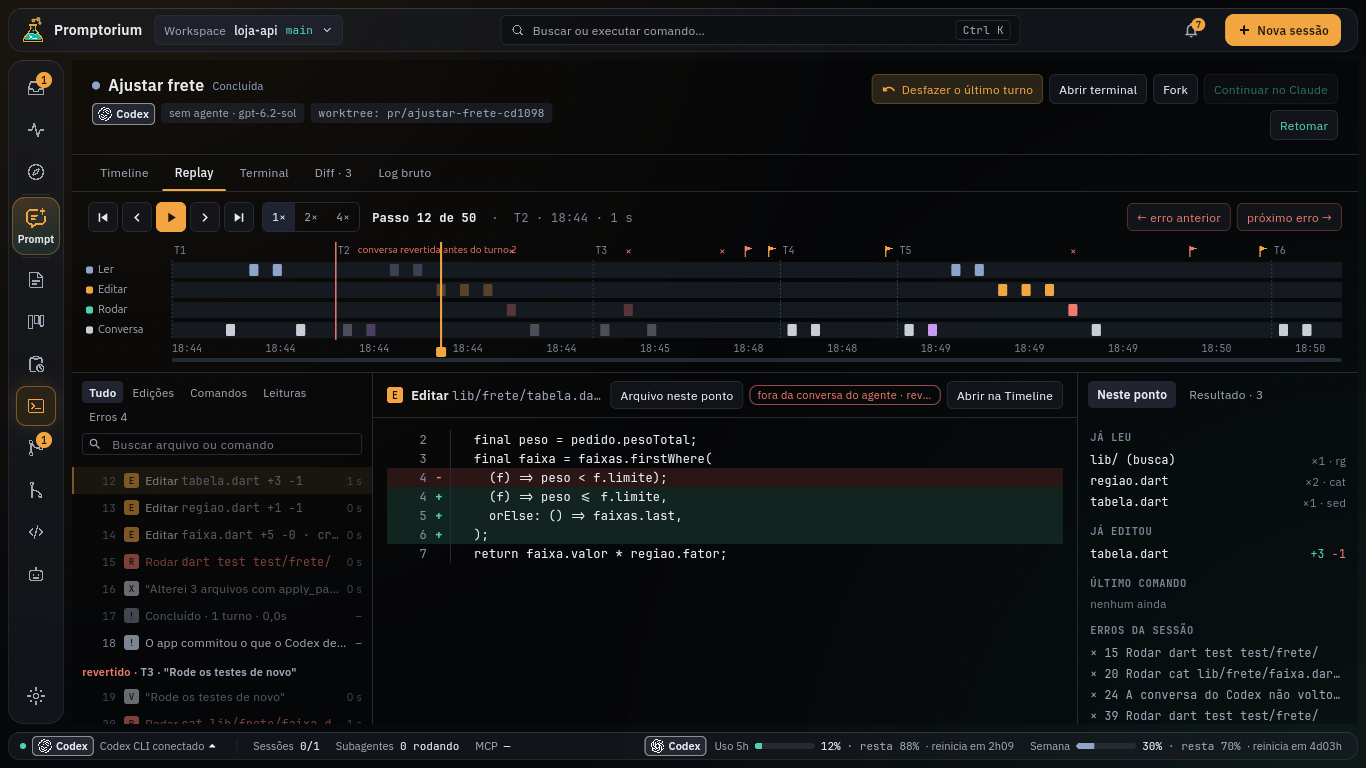 Promptorium
Workspace loja-api main
Buscar ou executar comando...
Ctrl K
7
+ Nova sessão
1
Prompt
1
Ajustar frete Concluída
Codex
sem agente · gpt-6.2-sol
worktree: pr/ajustar-frete-cd1098
Desfazer o último turno
Abrir terminal
Fork
Continuar no Claude
Retomar
Timeline
Replay
Terminal
Diff · 3
Log bruto
1×
2×
4×
Passo 12 de 50 · T2 · 18:44 · 1 s
← erro anterior
próximo erro →
T1
T2
conversa revertida antes do turno 2
T3
T4
T5
T6
Ler
Editar
Rodar
Conversa
18:44 18:44 18:44 18:44 18:44 18:45 18:48 18:48 18:49 18:49 18:49 18:50 18:50
Tudo
Edições
Comandos
Leituras
Erros 4
Buscar arquivo ou comando
12 E Editar tabela.dart +3 -1 1 s
13 E Editar regiao.dart +1 -1 0 s
14 E Editar faixa.dart +5 -0 · cr… 0 s
15 R Rodar dart test test/frete/ 0 s
16 X "Alterei 3 arquivos com apply_pa… 0 s
17 ! Concluído · 1 turno · 0,0s –
18 ! O app commitou o que o Codex de… –
revertido · T3 · "Rode os testes de novo"
19 V "Rode os testes de novo" 0 s
20 R Rodar cat lib/frete/faixa.d… 1 s
E Editar lib/frete/tabela.da…
Arquivo neste ponto
fora da conversa do agente · rev…
Abrir na Timeline
2 final peso = pedido.pesoTotal;
3 final faixa = faixas.firstWhere(
4 - (f) => peso < f.limite);
4 + (f) => peso <= f.limite,
5 + orElse: () => faixas.last,
6 + );
7 return faixa.valor * regiao.fator;
Neste ponto
Resultado · 3
JÁ LEU
lib/ (busca) ×1 · rg
regiao.dart ×2 · cat
tabela.dart ×1 · sed
JÁ EDITOU
tabela.dart +3 -1
ÚLTIMO COMANDO
nenhum ainda
ERROS DA SESSÃO
× 15 Rodar dart test test/frete/
× 20 Rodar cat lib/frete/faixa.dar…
× 24 A conversa do Codex não volto…
× 39 Rodar dart test test/frete/
Codex
Codex CLI conectado
Sessões 0/1
Subagentes 0 rodando
MCP –
Codex
Uso 5h 12% · resta 88% · reinicia em 2h09
Semana 30% · resta 70% · reinicia em 4d03h